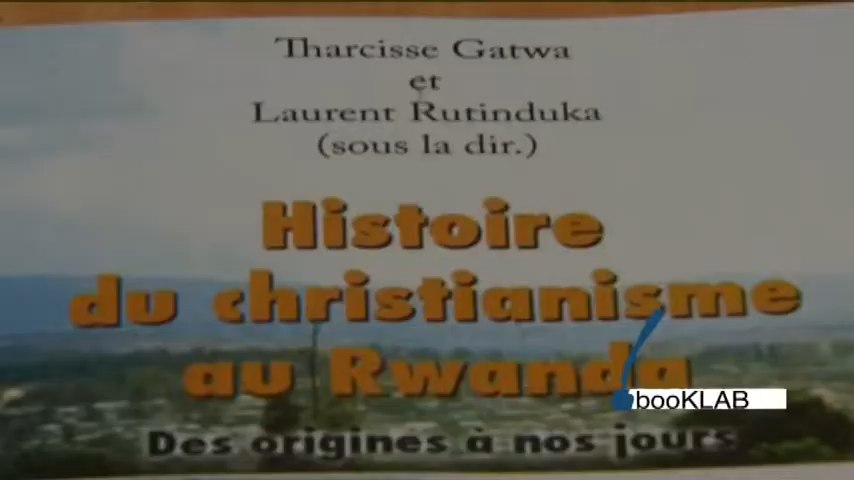 Tharcisse Gatwa
et
Laurent Rutinduka
(sous la dir.)
Histoire
du christianisme
au Rwanda
Des origines à nos jours
booKLAB